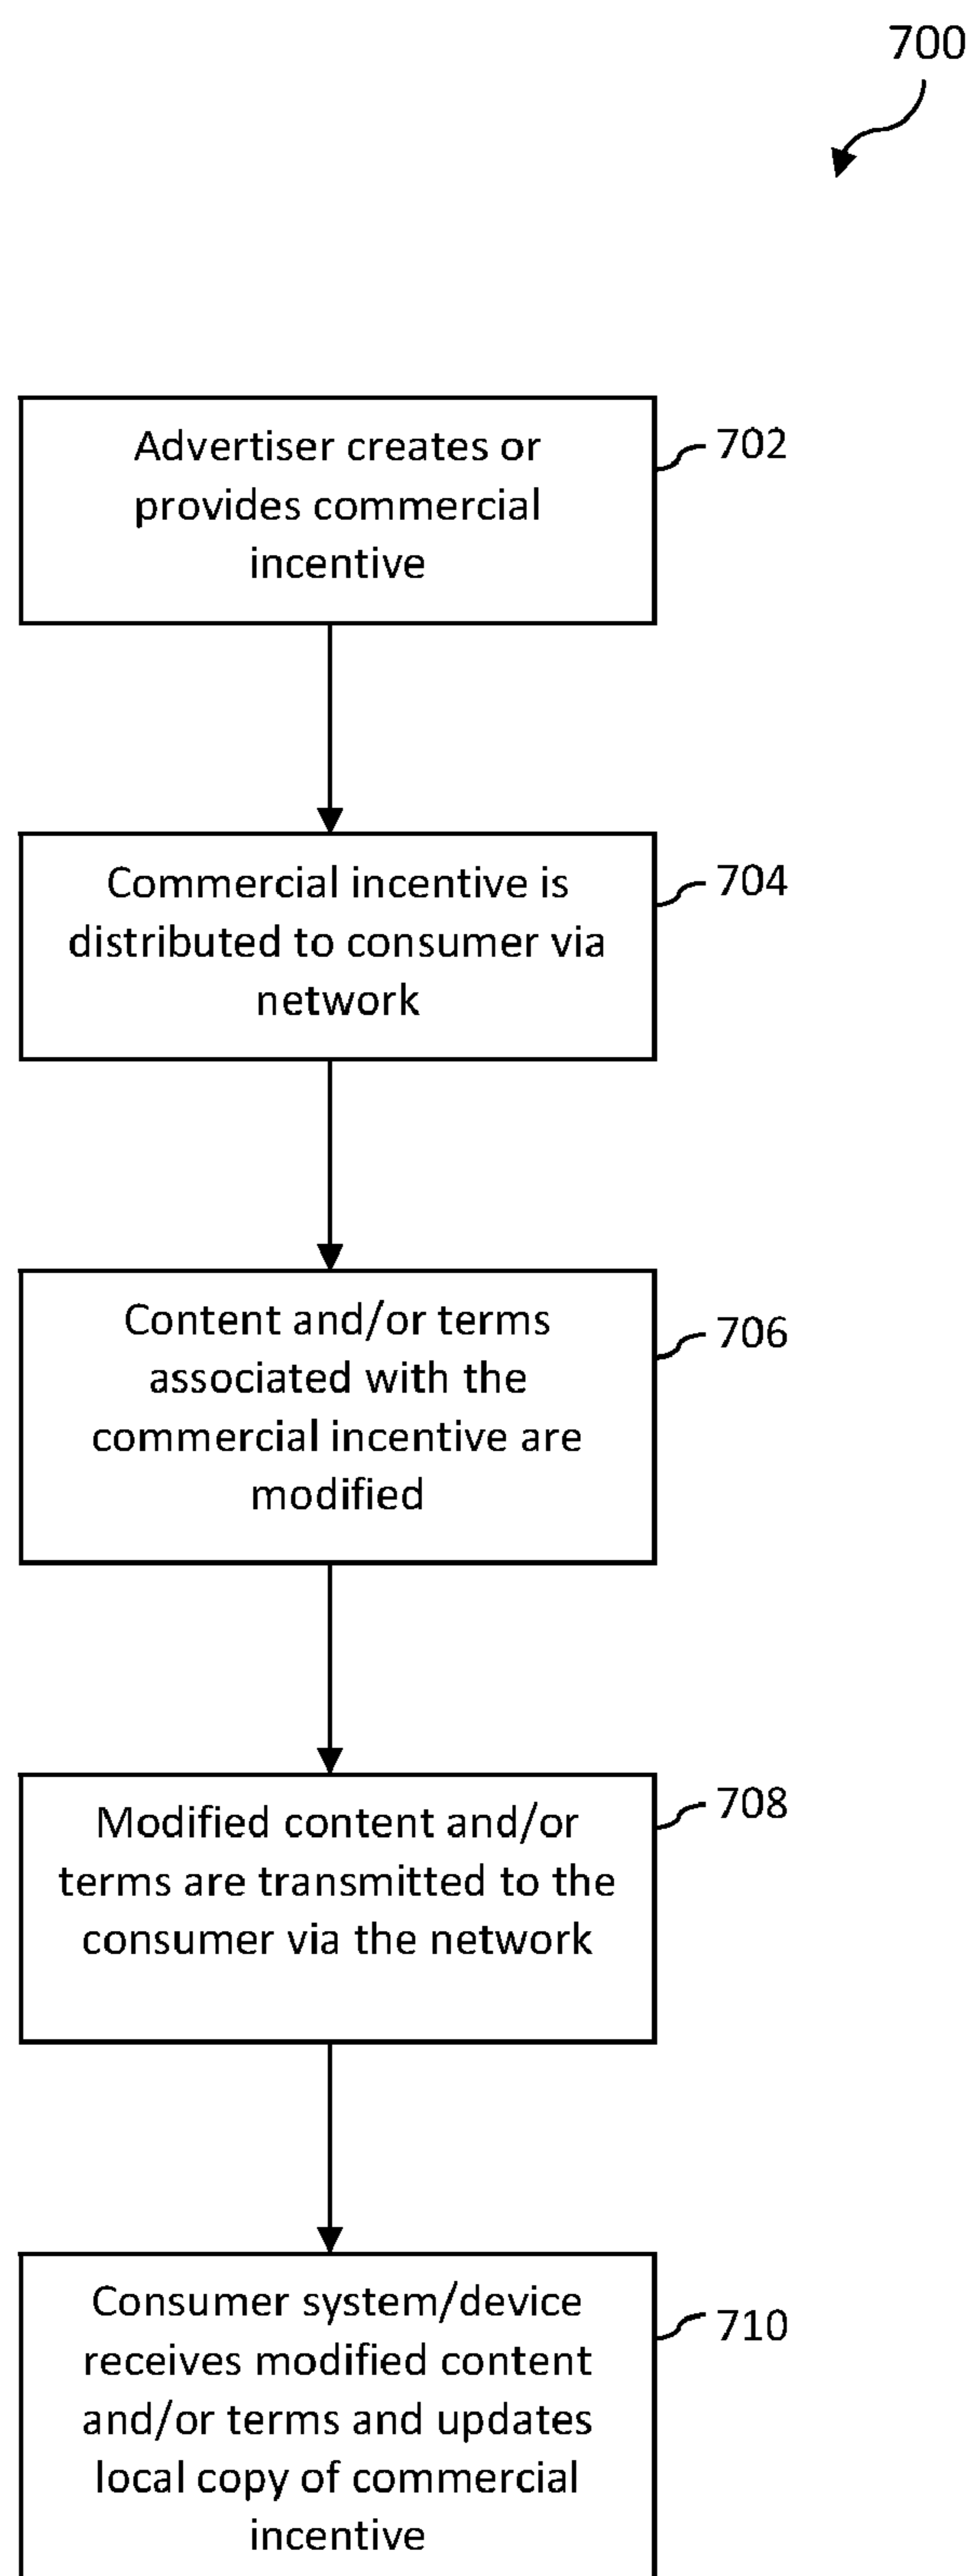 700
Advertiser creates or
provides commercial
incentive
702
Commercial incentive is
distributed to consumer via
network
704
Content and/or terms
associated with the
commercial incentive are
modified
706
Modified content and/or
terms are transmitted to the
consumer via the network
708
Consumer system/device
receives modified content
and/or terms and updates
local copy of commercial
incentive
710